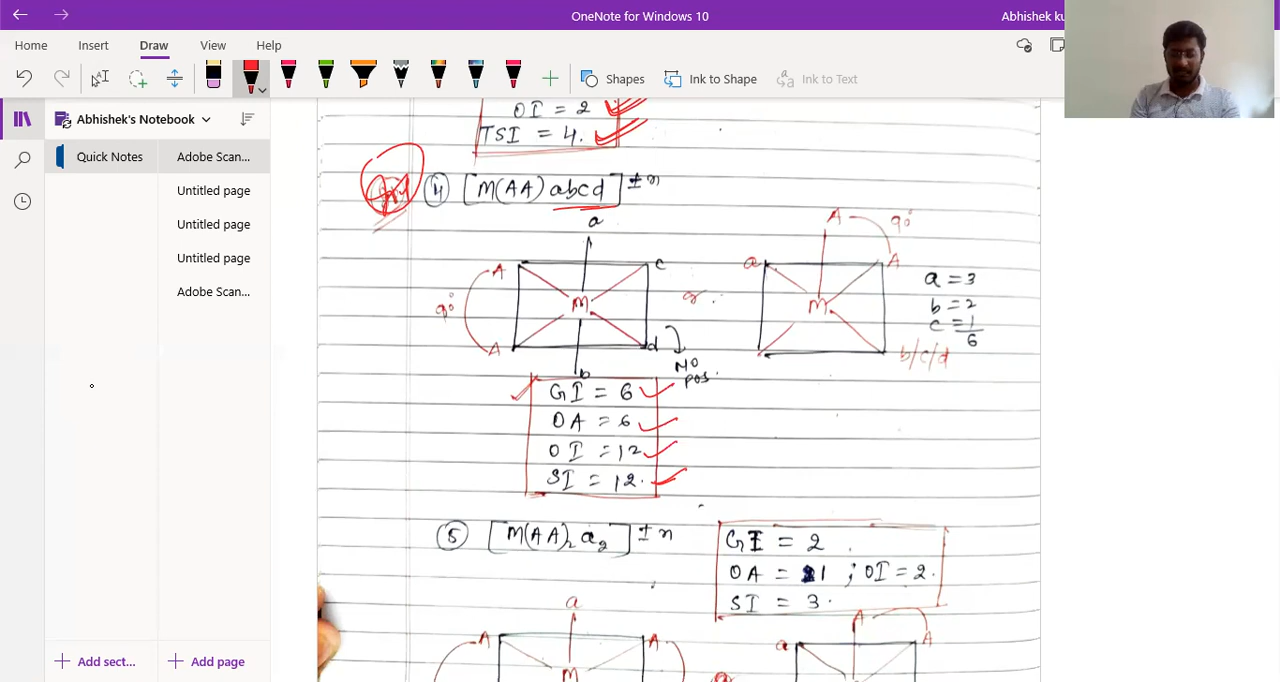 OneNote for Windows 10
Abhishek ku
Home Insert Draw View Help
Shapes Ink to Shape Ink to Text
Abhishek's Notebook
Quick Notes
Adobe Scan...
Untitled page
Untitled page
Untitled page
Adobe Scan...
Add sect...
Add page
OI = 2
TSI = 4.
④ [M(AA)abcd]±n
a
A c
90°
M
A d
b
NO
pos.
or
A 90°
a A
M
b/c/d
a = 3
b = 2
c = 1
6
GI = 6
OA = 6
OI = 12
SI = 12.
⑤ [M(AA)₂a₂]±n
GI = 2
OA = 1 ; OI = 2.
SI = 3.
a
A A
M
A
a A